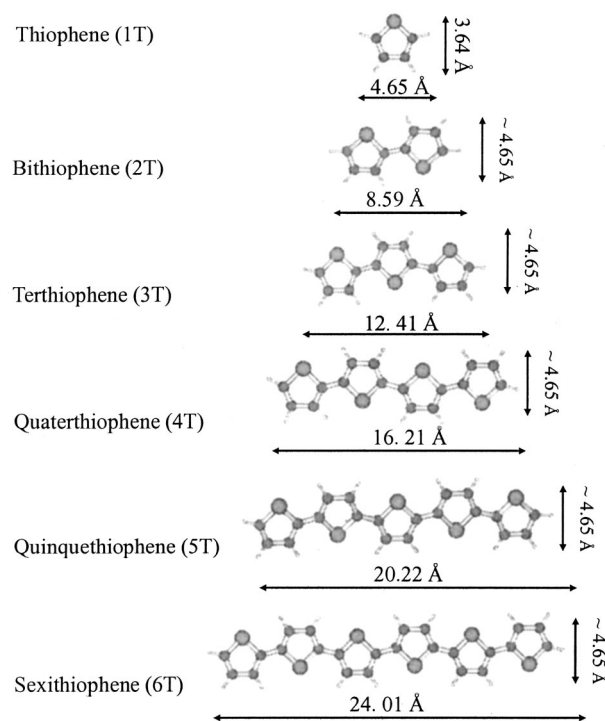 Thiophene (1T)
3.64 Å
4.65 Å
Bithiophene (2T)
~ 4.65 Å
8.59 Å
Terthiophene (3T)
~ 4.65 Å
12. 41 Å
Quaterthiophene (4T)
~ 4.65 Å
16. 21 Å
Quinquethiophene (5T)
~ 4.65 Å
20.22 Å
Sexithiophene (6T)
~ 4.65 Å
24. 01 Å